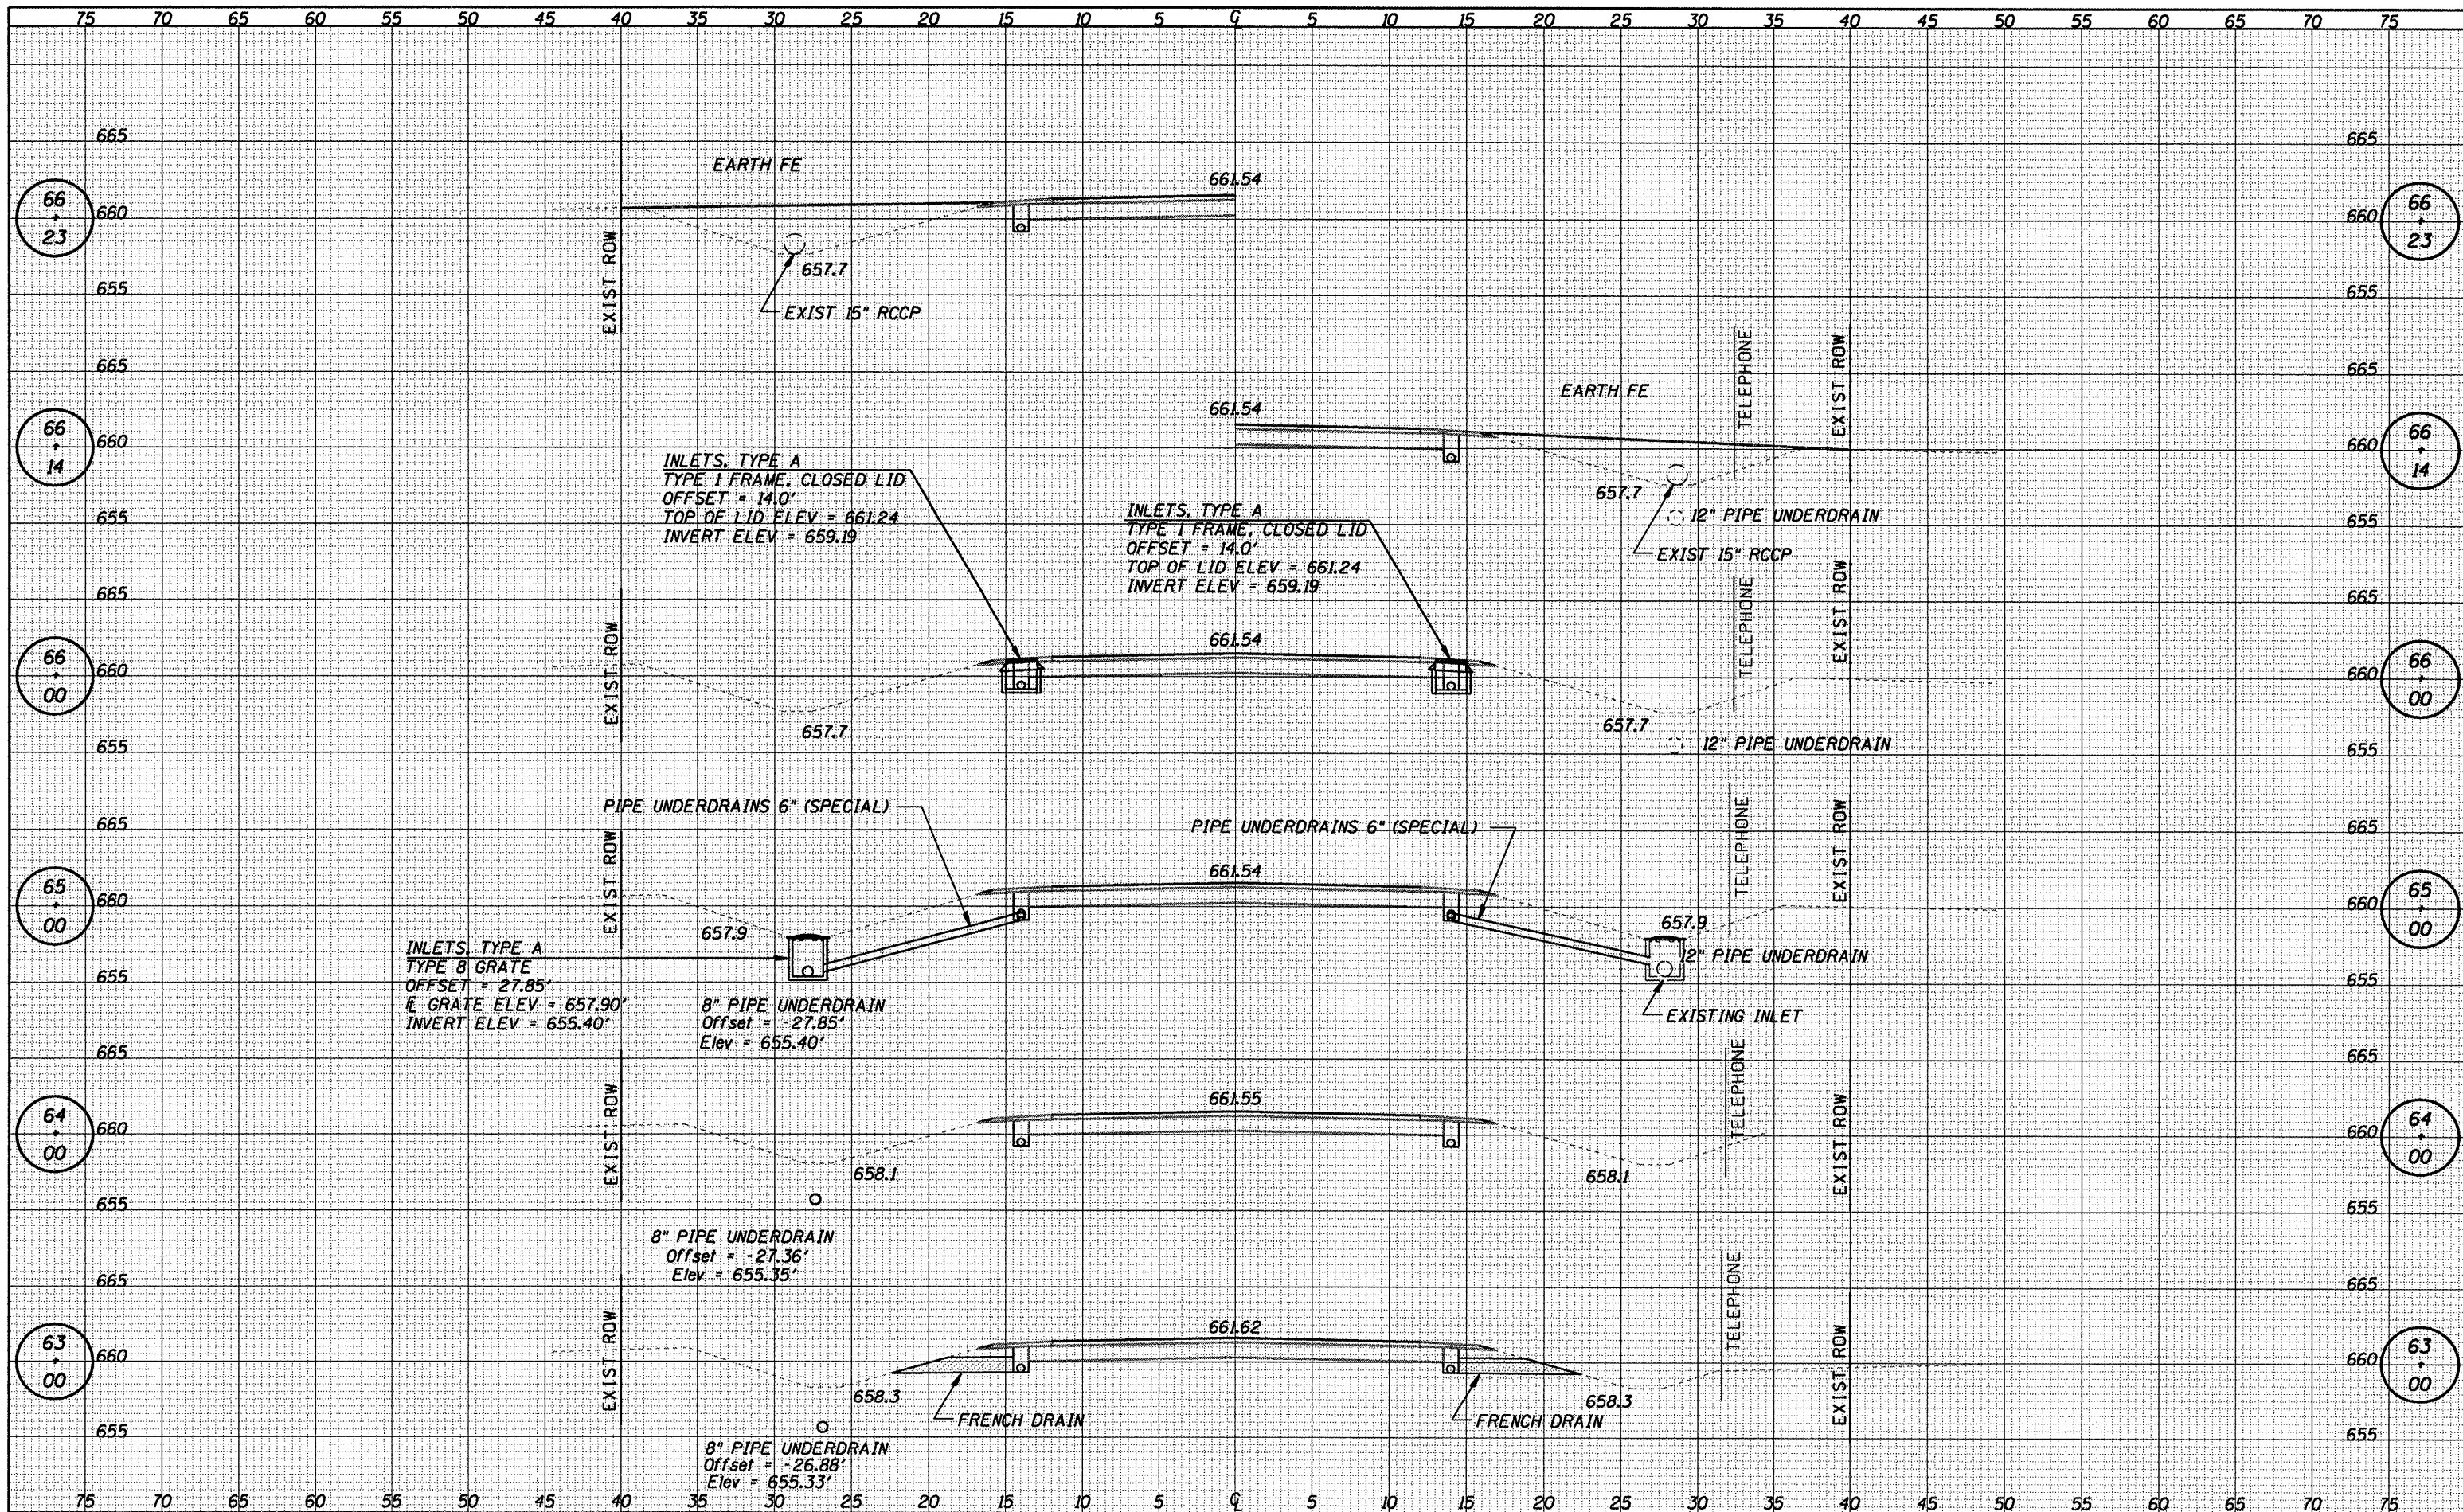 75 70 65 60 55 50 45 40 35 30 25 20 15 10 5 ℄ 5 10 15 20 25 30 35 40 45 50 55 60 65 70 75
665 665
EARTH FE
661.54
66
+
23
660 660
66
+
23
657.7
EXIST ROW
655 655
EXIST 15" RCCP
TELEPHONE
EXIST ROW
665 665
EARTH FE
661.54
66
+
14
660 660
66
+
14
INLETS, TYPE A
TYPE 1 FRAME, CLOSED LID
OFFSET = 14.0'
TOP OF LID ELEV = 661.24
INVERT ELEV = 659.19
657.7
INLETS, TYPE A
TYPE 1 FRAME, CLOSED LID
OFFSET = 14.0'
TOP OF LID ELEV = 661.24
INVERT ELEV = 659.19
12" PIPE UNDERDRAIN
655 655
EXIST 15" RCCP
665 665
TELEPHONE
EXIST ROW
EXIST ROW
661.54
66
+
00
660 660
66
+
00
657.7
657.7
12" PIPE UNDERDRAIN
655 655
PIPE UNDERDRAINS 6" (SPECIAL)
PIPE UNDERDRAINS 6" (SPECIAL)
665 665
TELEPHONE
EXIST ROW
EXIST ROW
661.54
65
+
00
660 660
65
+
00
657.9
657.9
INLETS, TYPE A
TYPE 8 GRATE
OFFSET = 27.85'
℄ GRATE ELEV = 657.90'
INVERT ELEV = 655.40'
12" PIPE UNDERDRAIN
655 655
8" PIPE UNDERDRAIN
Offset = -27.85'
Elev = 655.40'
EXISTING INLET
665 665
TELEPHONE
EXIST ROW
EXIST ROW
661.55
64
+
00
660 660
64
+
00
658.1
658.1
655 655
8" PIPE UNDERDRAIN
Offset = -27.36'
Elev = 655.35'
665 665
TELEPHONE
EXIST ROW
EXIST ROW
661.62
63
+
00
660 660
63
+
00
658.3
658.3
FRENCH DRAIN
FRENCH DRAIN
655 655
8" PIPE UNDERDRAIN
Offset = -26.88'
Elev = 655.33'
75 70 65 60 55 50 45 40 35 30 25 20 15 10 5 ℄ 5 10 15 20 25 30 35 40 45 50 55 60 65 70 75